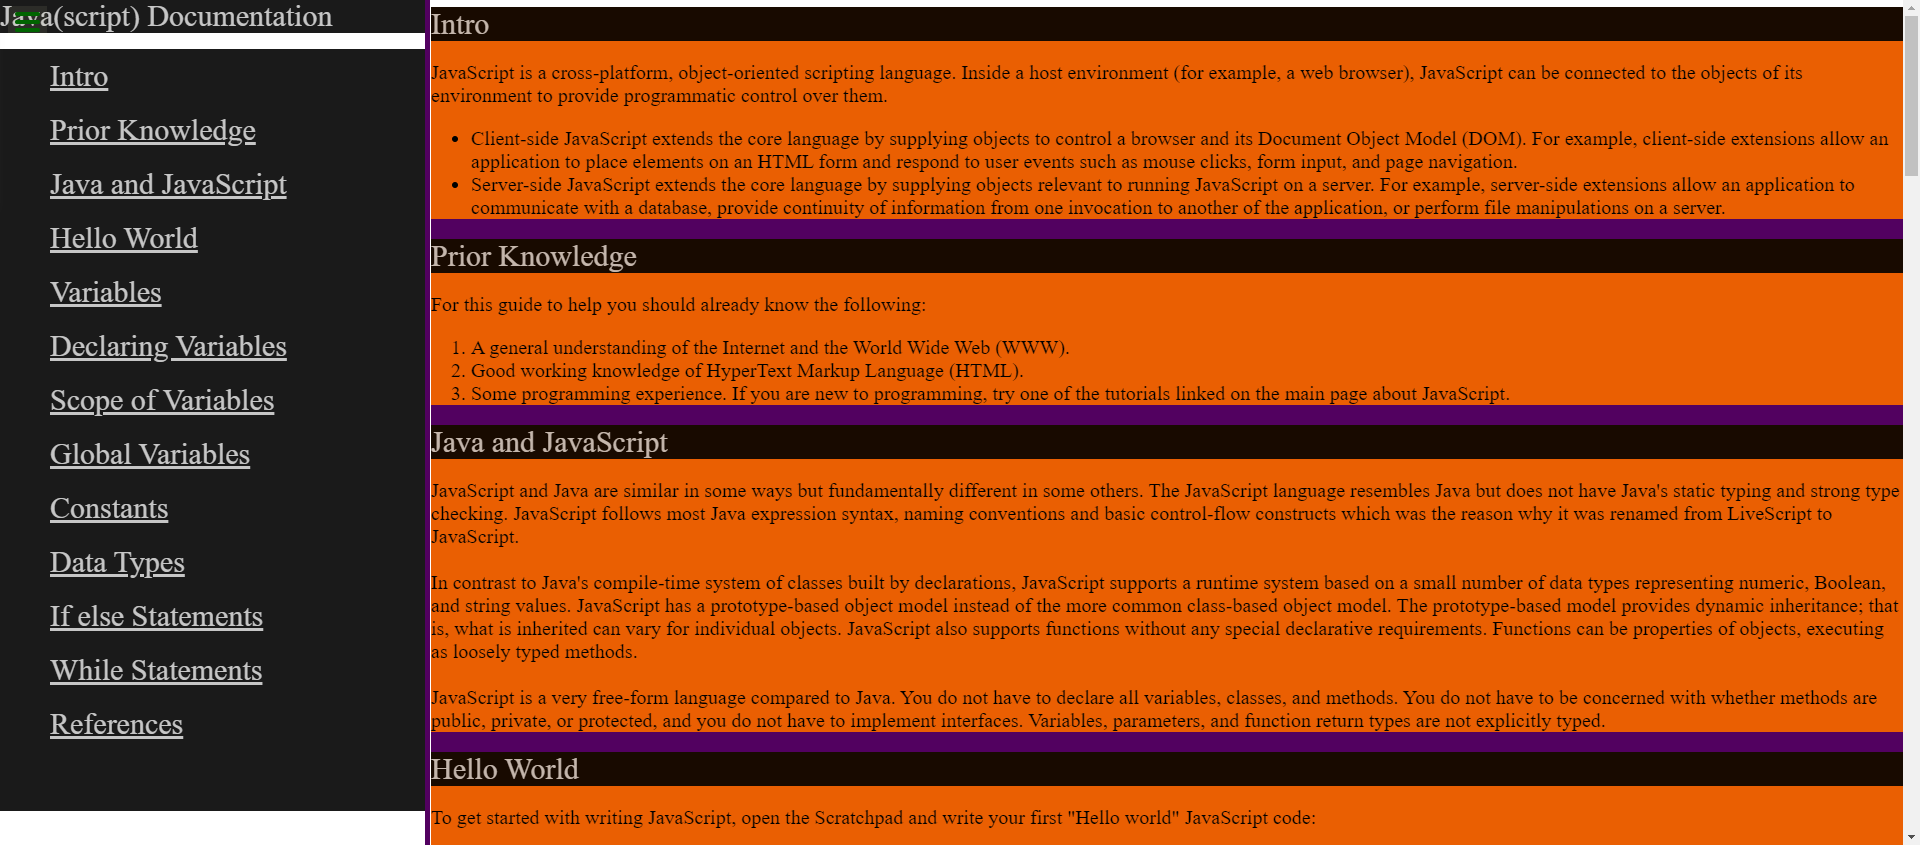 Java(script) Documentation
Intro
Prior Knowledge
Java and JavaScript
Hello World
Variables
Declaring Variables
Scope of Variables
Global Variables
Constants
Data Types
If else Statements
While Statements
References
Intro
JavaScript is a cross-platform, object-oriented scripting language. Inside a host environment (for example, a web browser), JavaScript can be connected to the objects of its
environment to provide programmatic control over them.
• Client-side JavaScript extends the core language by supplying objects to control a browser and its Document Object Model (DOM). For example, client-side extensions allow an
application to place elements on an HTML form and respond to user events such as mouse clicks, form input, and page navigation.
• Server-side JavaScript extends the core language by supplying objects relevant to running JavaScript on a server. For example, server-side extensions allow an application to
communicate with a database, provide continuity of information from one invocation to another of the application, or perform file manipulations on a server.
Prior Knowledge
For this guide to help you should already know the following:
1. A general understanding of the Internet and the World Wide Web (WWW).
2. Good working knowledge of HyperText Markup Language (HTML).
3. Some programming experience. If you are new to programming, try one of the tutorials linked on the main page about JavaScript.
Java and JavaScript
JavaScript and Java are similar in some ways but fundamentally different in some others. The JavaScript language resembles Java but does not have Java's static typing and strong type
checking. JavaScript follows most Java expression syntax, naming conventions and basic control-flow constructs which was the reason why it was renamed from LiveScript to
JavaScript.
In contrast to Java's compile-time system of classes built by declarations, JavaScript supports a runtime system based on a small number of data types representing numeric, Boolean,
and string values. JavaScript has a prototype-based object model instead of the more common class-based object model. The prototype-based model provides dynamic inheritance; that
is, what is inherited can vary for individual objects. JavaScript also supports functions without any special declarative requirements. Functions can be properties of objects, executing
as loosely typed methods.
JavaScript is a very free-form language compared to Java. You do not have to declare all variables, classes, and methods. You do not have to be concerned with whether methods are
public, private, or protected, and you do not have to implement interfaces. Variables, parameters, and function return types are not explicitly typed.
Hello World
To get started with writing JavaScript, open the Scratchpad and write your first "Hello world" JavaScript code: